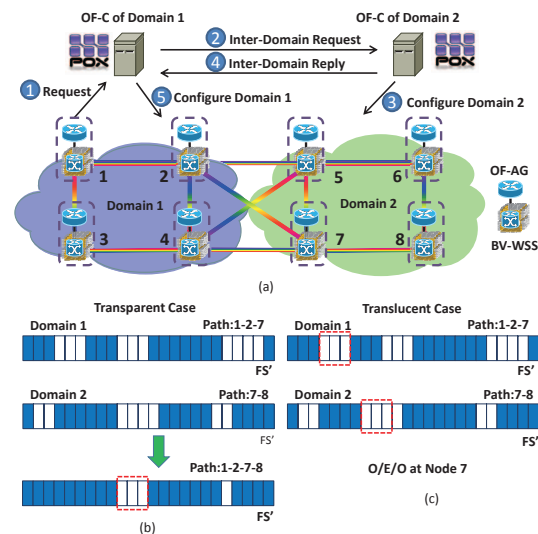 OF-C of Domain 1
OF-C of Domain 2
2 Inter-Domain Request
POX
POX
4 Inter-Domain Reply
1 Request
5 Configure Domain 1
3 Configure Domain 2
1
2
5
6
OF-AG
Domain 1
Domain 2
3
4
7
8
BV-WSS
(a)
Transparent Case
Translucent Case
Domain 1
Path:1-2-7
Domain 1
Path:1-2-7
FS'
FS'
Domain 2
Path:7-8
Domain 2
Path:7-8
FS'
FS'
Path:1-2-7-8
O/E/O at Node 7
FS'
(b)
(c)